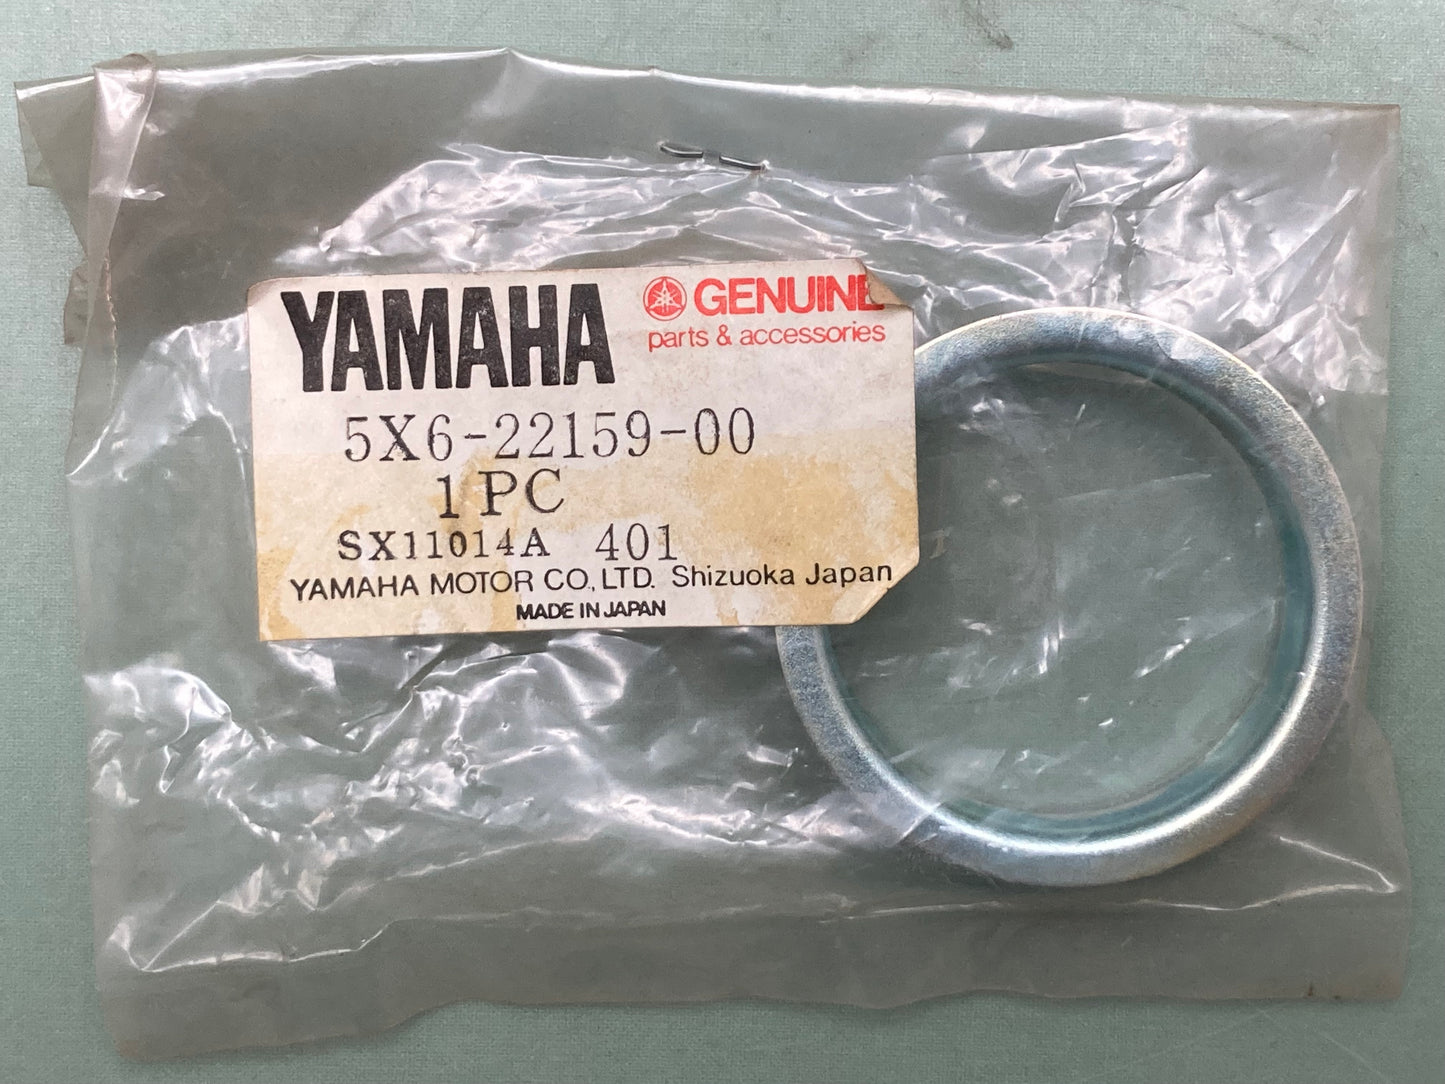 YAMAHA GENUINE
parts & accessories
5X6-22159-00
1PC
SX11014A 401
YAMAHA MOTOR CO., LTD. Shizuoka Japan
MADE IN JAPAN